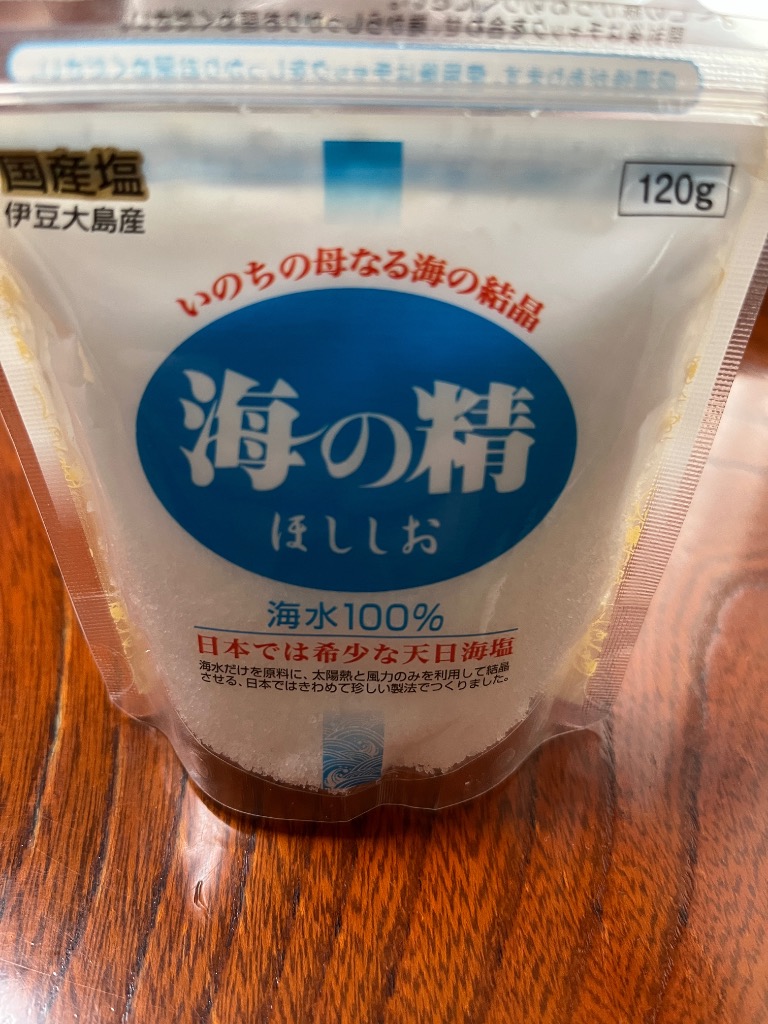 国産塩
伊豆大島産
120g
いのちの母なる海の結晶
海の精
ほししお
海水100%
日本では希少な天日海塩
海水だけを原料に、太陽熱と風力のみを利用して結晶
させる、日本ではきわめて珍しい製法でつくりました。